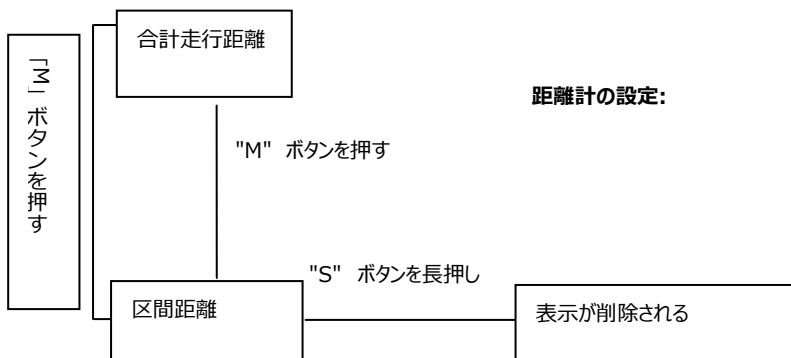 合計走行距離
「M」ボタンを押す
距離計の設定:
"M" ボタンを押す
"S" ボタンを長押し
区間距離
表示が削除される